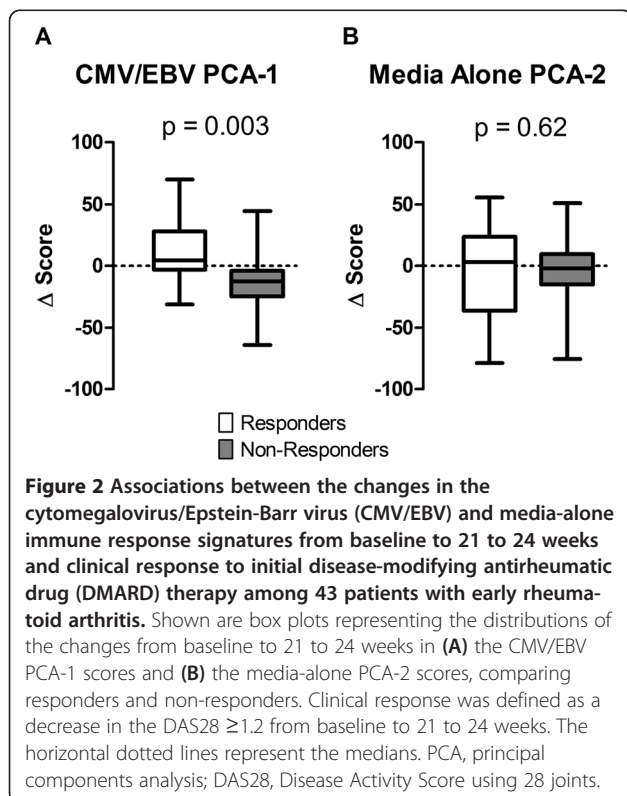 A
B
CMV/EBV PCA-1
Media Alone PCA-2
p = 0.003
p = 0.62
100
50
0
-50
-100
Δ Score
100
50
0
-50
-100
Δ Score
Responders
Non-Responders
Figure 2 Associations between the changes in the
cytomegalovirus/Epstein-Barr virus (CMV/EBV) and media-alone
immune response signatures from baseline to 21 to 24 weeks
and clinical response to initial disease-modifying antirheumatic
drug (DMARD) therapy among 43 patients with early rheuma-
toid arthritis. Shown are box plots representing the distributions of
the changes from baseline to 21 to 24 weeks in (A) the CMV/EBV
PCA-1 scores and (B) the media-alone PCA-2 scores, comparing
responders and non-responders. Clinical response was defined as a
decrease in the DAS28 ≥1.2 from baseline to 21 to 24 weeks. The
horizontal dotted lines represent the medians. PCA, principal
components analysis; DAS28, Disease Activity Score using 28 joints.